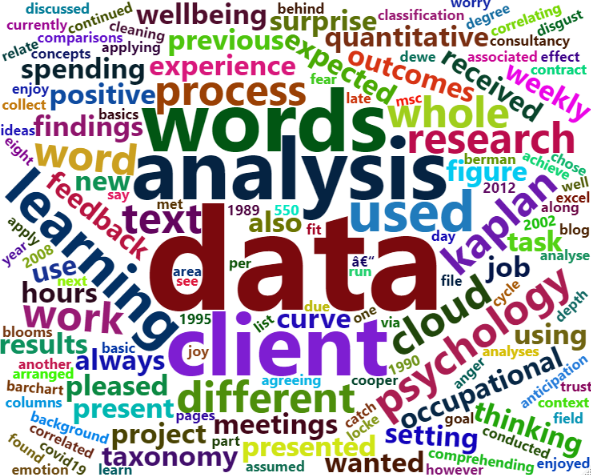 discussed
continued
wellbeing
behind
surprise
classification
worry
degree
correlating
disgust
currently
comparisons
cleaning
applying
previous
expected
quantitative
consultancy
relate
concepts
spending
experience
fear
outcomes
dewe
received
associated
effect
contract
weekly
enjoy
collect
positive
process
late
msc
whole
basics
ideas
findings
words
research
eight
word
analysis
figure
berman
achieve
chose
well
new
say
feedback
met
text
1989
also
550
fit
used
day
kaplan
2012
excel
along
2002
blog
task
analyse
learning
data
apply
year
2008
use
next
area
see
per
â€“
run
file
job
hours
work
1995
list
due
curve
one
via
cloud
cycle
depth
psychology
using
blooms
results
basic
always
joy
client
agreeing
cooper
1990
anger
analyses
another
arranged
barchart
pleased
different
catch
locke
occupational
anticipation
trust
columns
present
pages
meetings
goal
context
background
correlated
covid19
project
part
presented
setting
thinking
conducted
field
found
emotion
learn
taxonomy
assumed
wanted
however
comprehending
enjoyed